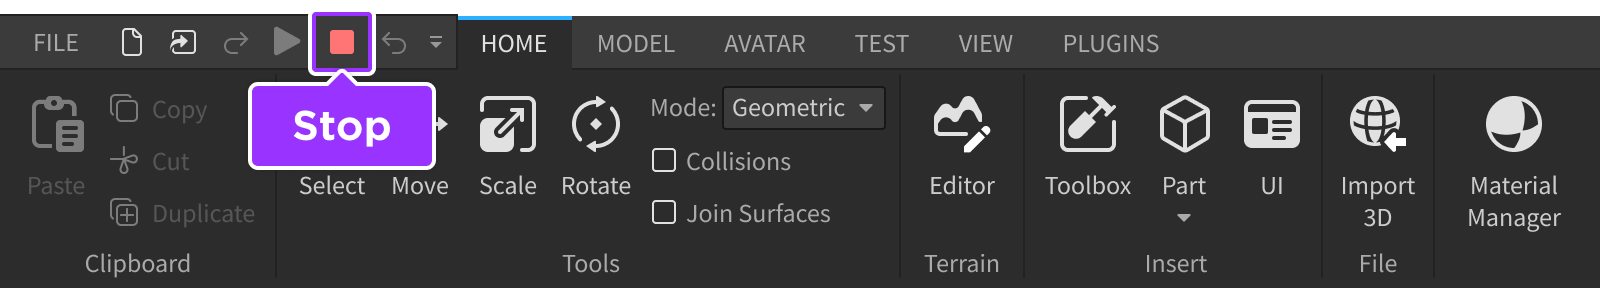 FILE
HOME
MODEL
AVATAR
TEST
VIEW
PLUGINS
Stop
Paste
Copy
Cut
Duplicate
Clipboard
Select
Move
Scale
Rotate
Mode: Geometric
Collisions
Join Surfaces
Tools
Editor
Terrain
Toolbox
Part
UI
Insert
Import
3D
File
Material
Manager